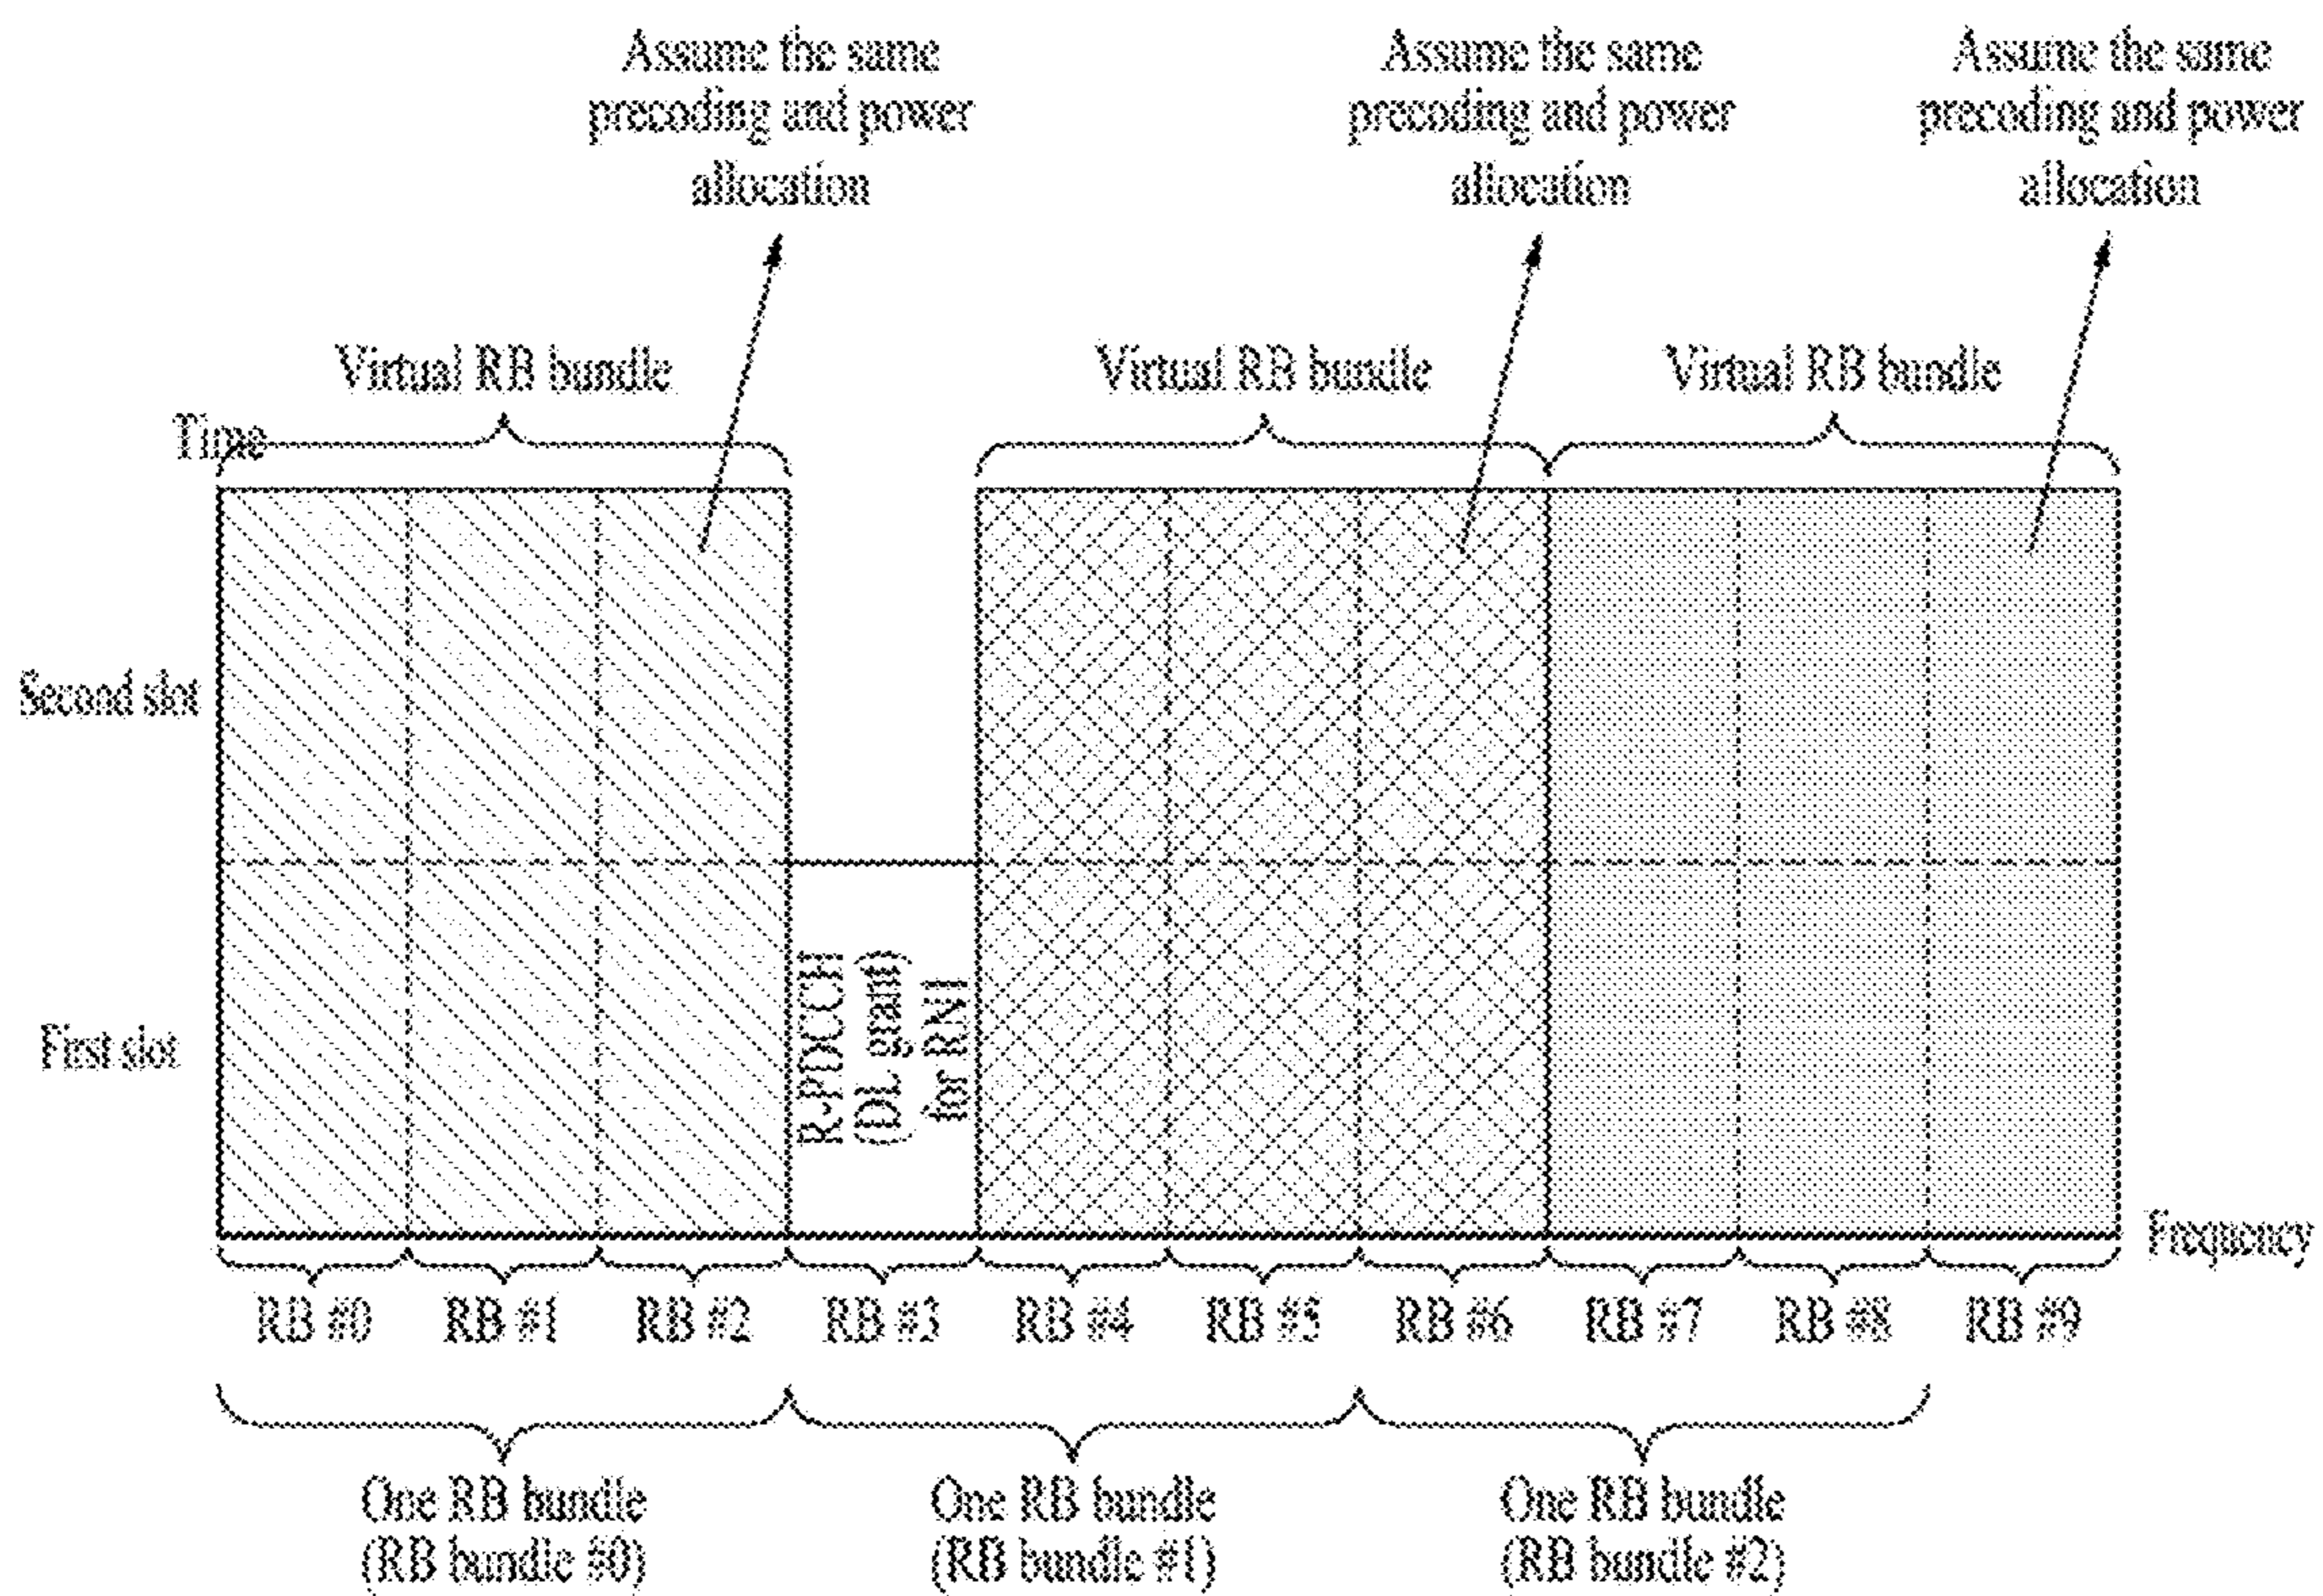 Assume the same
precoding and power
allocation
Assume the same
precoding and power
allocation
Assume the same
precoding and power
allocation
Virtual RB bundle
Virtual RB bundle
Virtual RB bundle
Time
Second slot
First slot
R-PDCCH
(DL grant)
for RN1
Frequency
RB #0
RB #1
RB #2
RB #3
RB #4
RB #5
RB #6
RB #7
RB #8
RB #9
One RB bundle
(RB bundle #0)
One RB bundle
(RB bundle #1)
One RB bundle
(RB bundle #2)